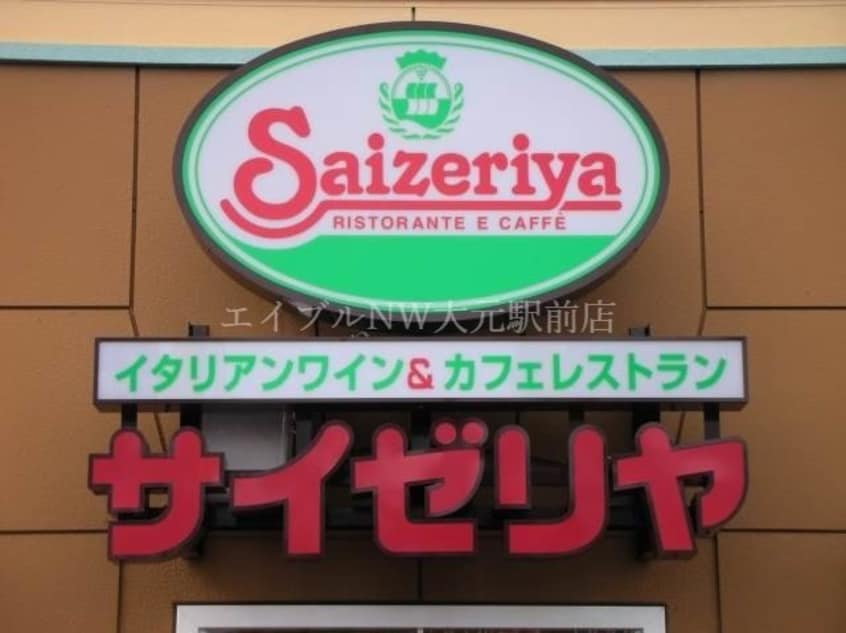 Saizeriya
RISTORANTE E CAFFÈ
エイブルNW大元駅前店
イタリアンワイン&カフェレストラン
サイゼリヤ